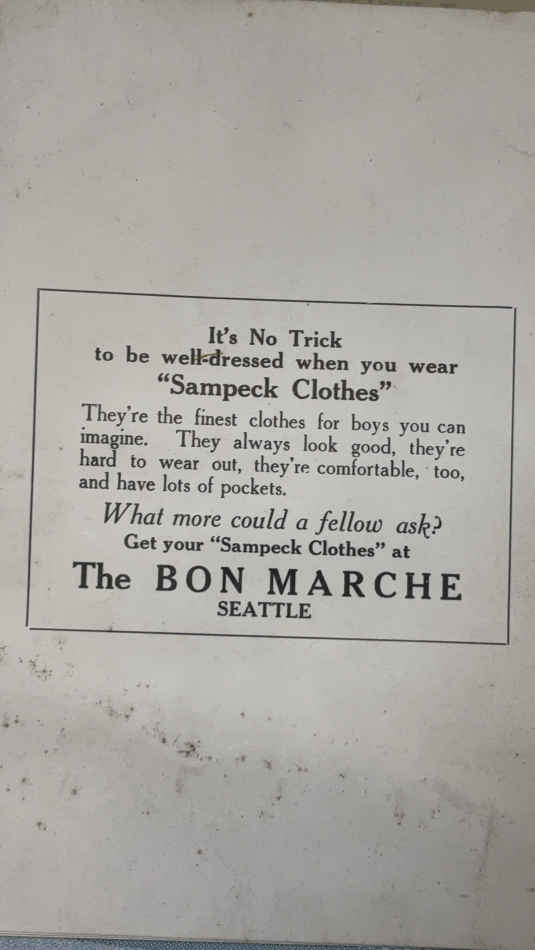 It's No Trick
to be well-dressed when you wear
"Sampeck Clothes"
They're the finest clothes for boys you can
imagine. They always look good, they're
hard to wear out, they're comfortable, too,
and have lots of pockets.
What more could a fellow ask?
Get your "Sampeck Clothes" at
The BON MARCHE
SEATTLE